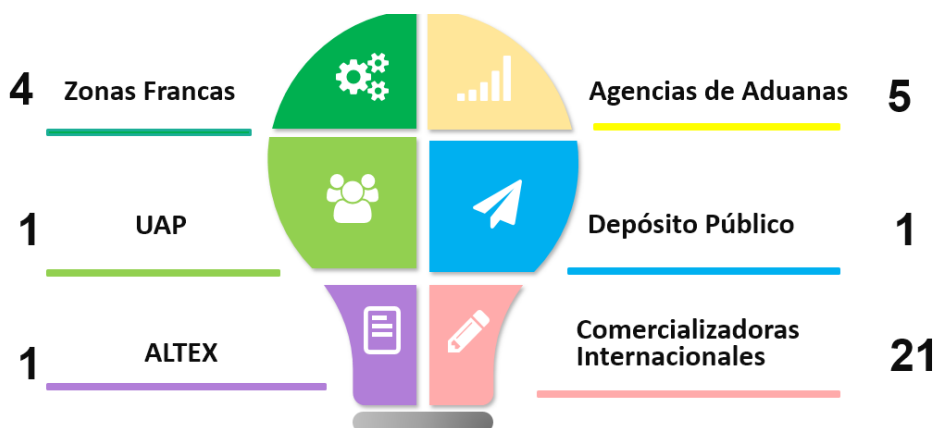 4 Zonas Francas
Agencias de Aduanas 5
1 UAP
Depósito Público 1
1 ALTEX
Comercializadoras
Internacionales 21